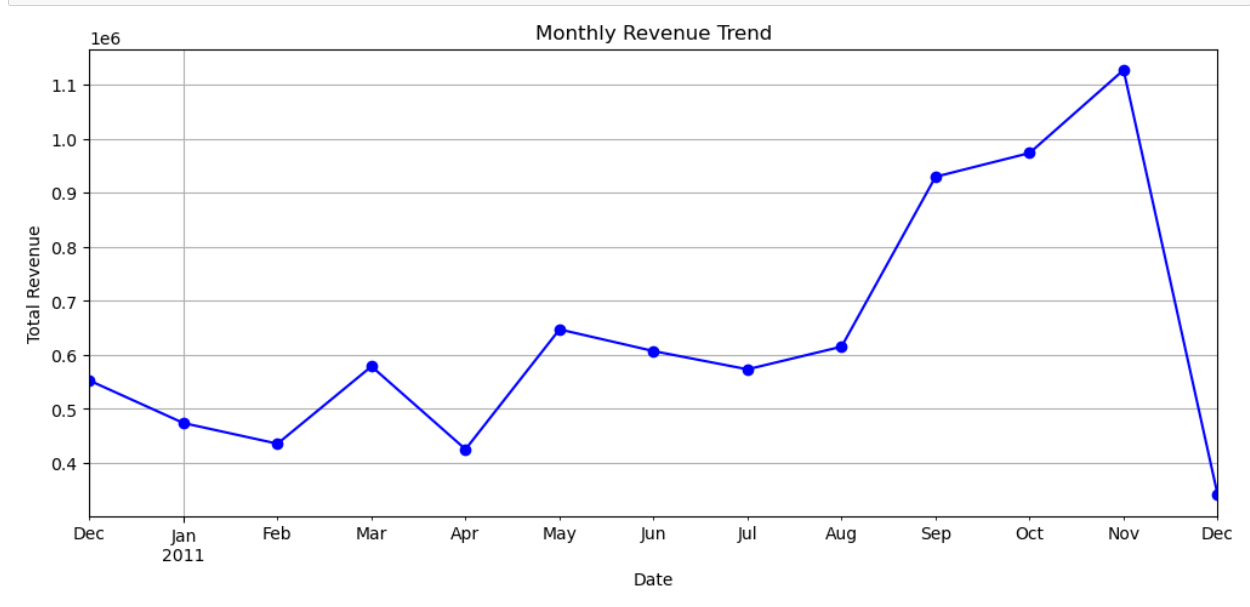 Monthly Revenue Trend
1e6
1.1
1.0
0.9
0.8
0.7
0.6
0.5
0.4
Total Revenue
Dec Jan Feb Mar Apr May Jun Jul Aug Sep Oct Nov Dec
2011
Date